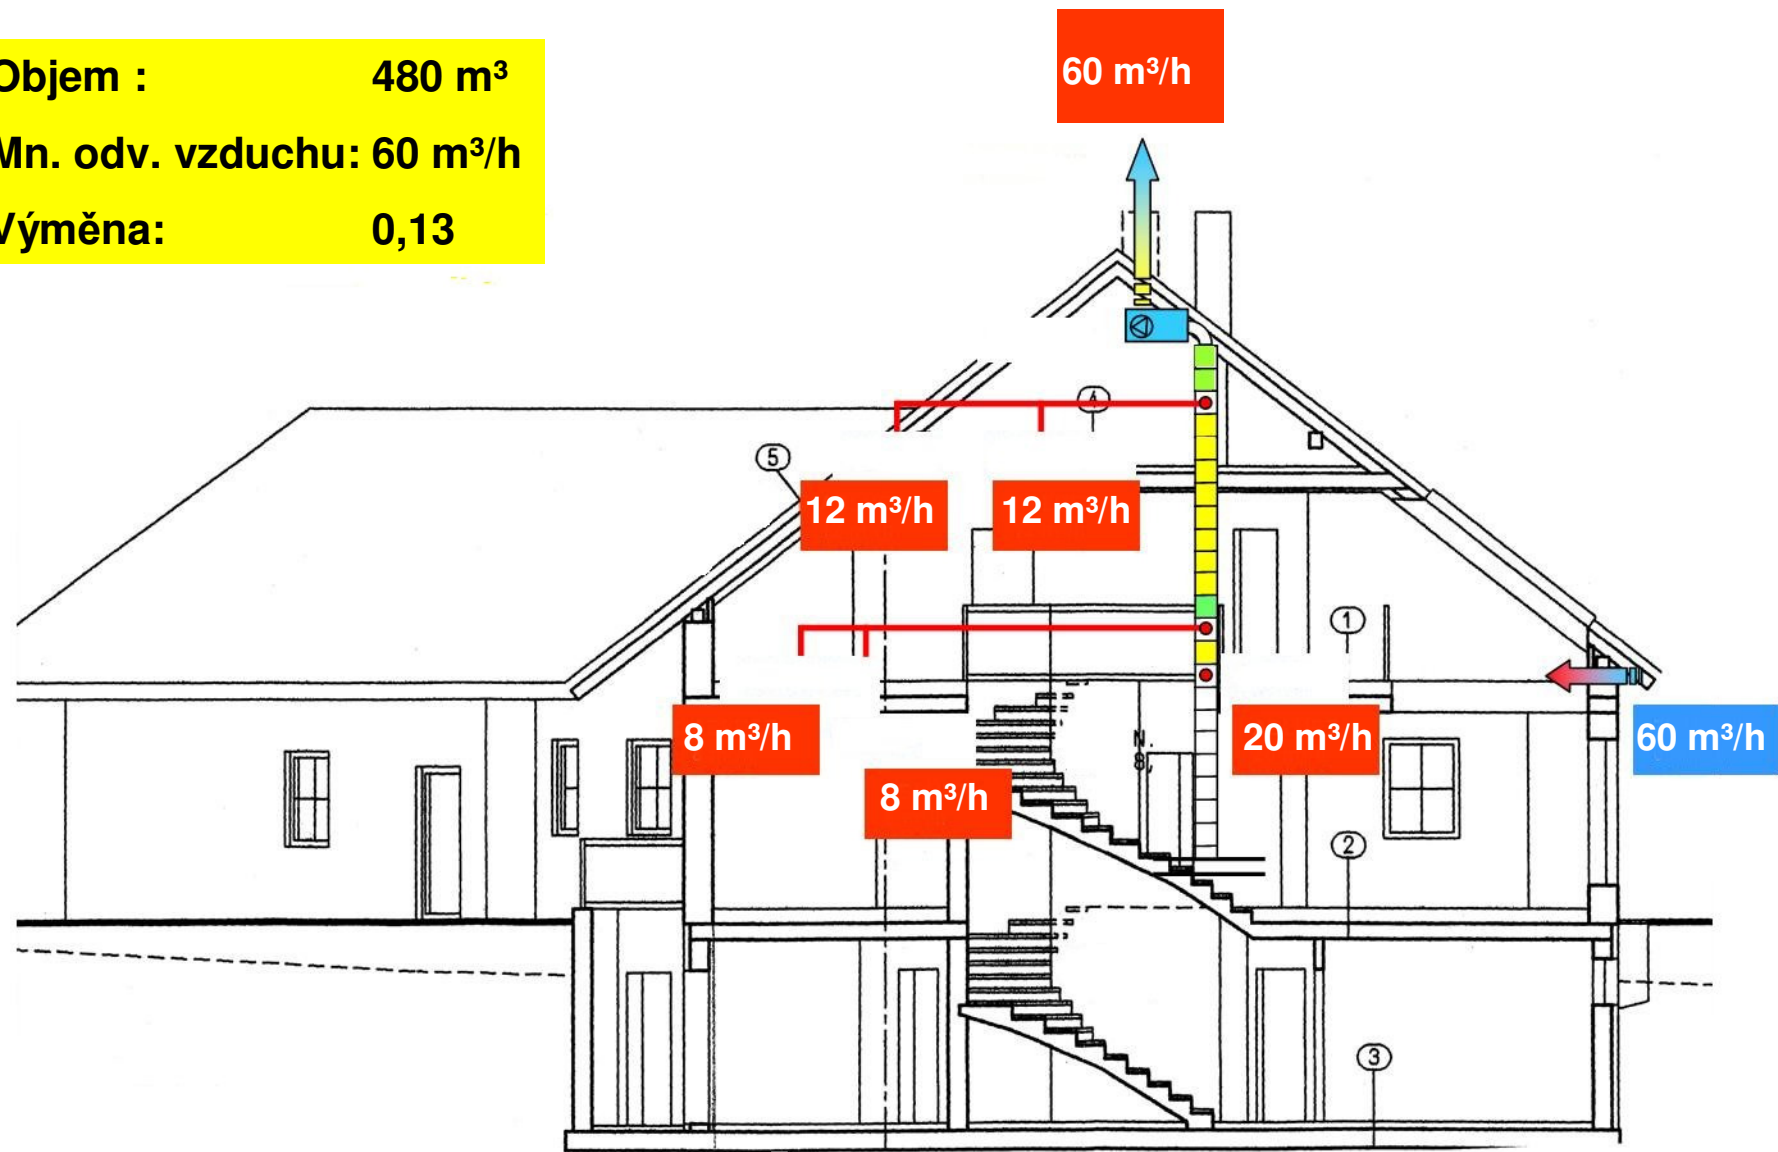 60 m³/h
Objem : 480 m³
Mn. odv. vzduchu: 60 m³/h
Výměna: 0,13
4
5
12 m³/h 12 m³/h
1
8 m³/h 20 m³/h 60 m³/h
N.
8,
8 m³/h
2
3